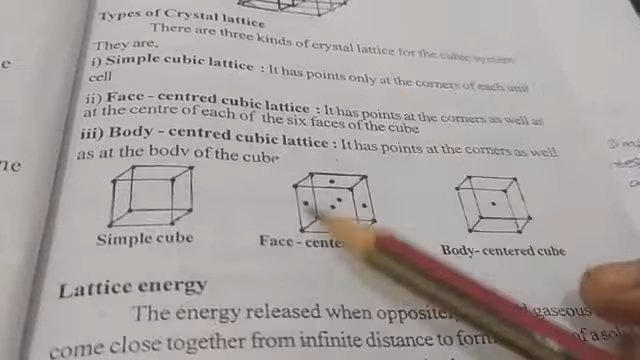 Types of Crystal lattice
There are three kinds of crystal lattice for the cubic system
They are,
i) Simple cubic lattice : It has points only at the corners of each unit
cell
ii) Face - centred cubic lattice : It has points at the corners as well as
at the centre of each of the six faces of the cube
iii) Body - centred cubic lattice : It has points at the corners as well
as at the body of the cube
Simple cube
Face - cente
Body- centered cube
Lattice energy
The energy released when opposite gaseous
come close together from infinite distance to form of a